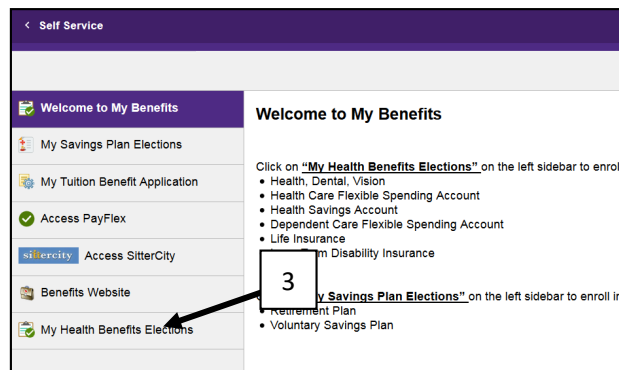 Self Service
Welcome to My Benefits
My Savings Plan Elections
My Tuition Benefit Application
Access PayFlex
sittercity Access SitterCity
Benefits Website
My Health Benefits Elections
Welcome to My Benefits
Click on "My Health Benefits Elections" on the left sidebar to enroll
• Health, Dental, Vision
• Health Care Flexible Spending Account
• Health Savings Account
• Dependent Care Flexible Spending Account
• Life Insurance
• Disability Insurance
3
Savings Plan Elections" on the left sidebar to enroll
• Retirement Plan
• Voluntary Savings Plan